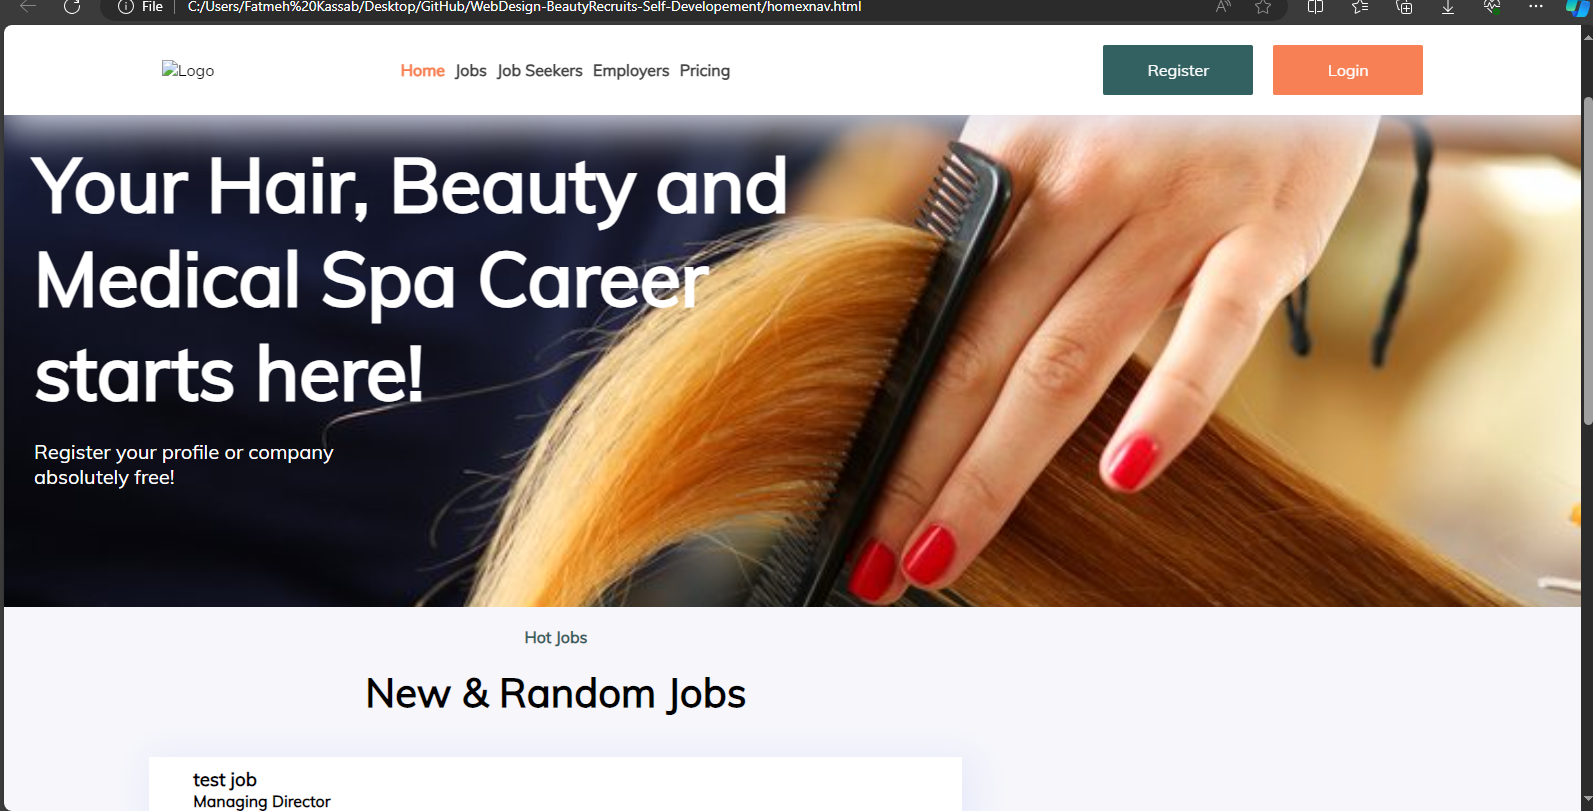 File
C:/Users/Fatmeh%20Kassab/Desktop/GitHub/WebDesign-BeautyRecruits-Self-Developement/homexnav.html
Logo
Home Jobs Job Seekers Employers Pricing
Register
Login
Your Hair, Beauty and
Medical Spa Career
starts here!
Register your profile or company
absolutely free!
Hot Jobs
New & Random Jobs
test job
Managing Director